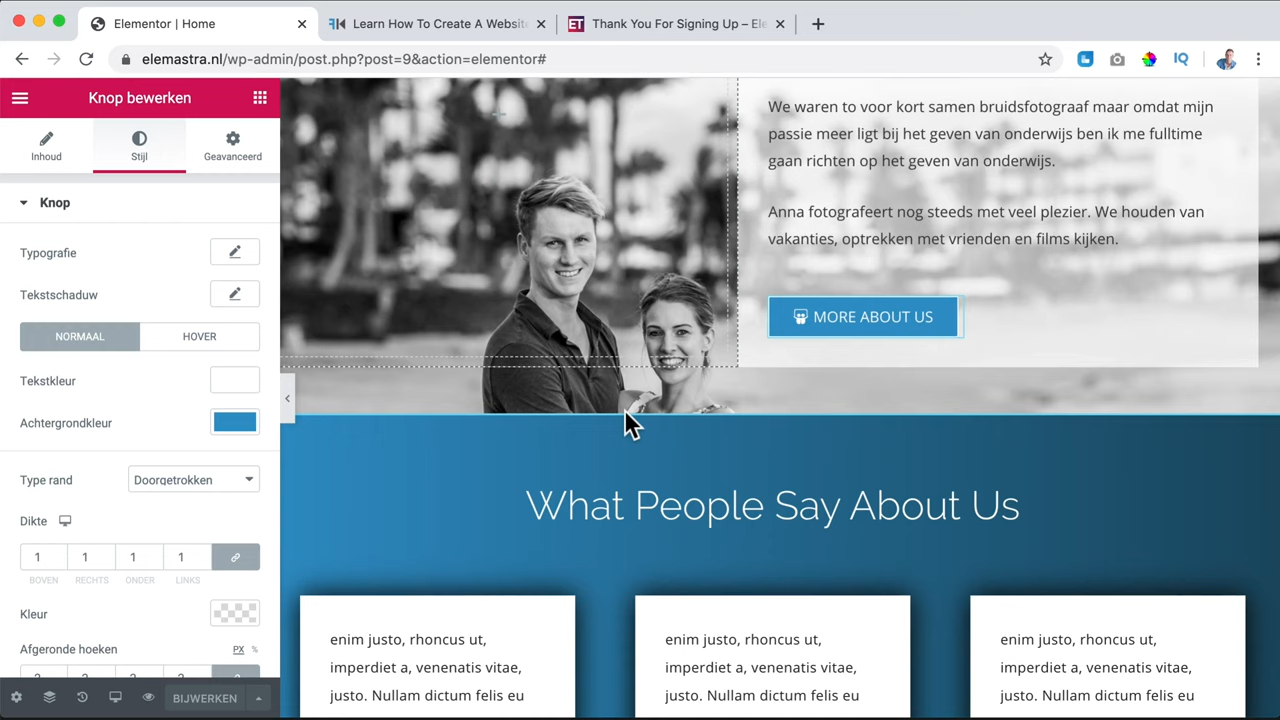 Elementor | Home
Learn How To Create A Website
Thank You For Signing Up – Ele
elemastra.nl/wp-admin/post.php?post=9&action=elementor#
Knop bewerken
Inhoud
Stijl
Geavanceerd
Knop
Typografie
Tekstschaduw
NORMAAL
HOVER
Tekstkleur
Achtergrondkleur
Type rand
Doorgetrokken
Dikte
1 1 1 1
BOVEN RECHTS ONDER LINKS
Kleur
Afgeronde hoeken
PX %
BIJWERKEN
We waren to voor kort samen bruidsfotograaf maar omdat mijn
passie meer ligt bij het geven van onderwijs ben ik me fulltime
gaan richten op het geven van onderwijs.
Anna fotografeert nog steeds met veel plezier. We houden van
vakanties, optrekken met vrienden en films kijken.
MORE ABOUT US
What People Say About Us
enim justo, rhoncus ut,
imperdiet a, venenatis vitae,
justo. Nullam dictum felis eu
enim justo, rhoncus ut,
imperdiet a, venenatis vitae,
justo. Nullam dictum felis eu
enim justo, rhoncus ut,
imperdiet a, venenatis vitae,
justo. Nullam dictum felis eu